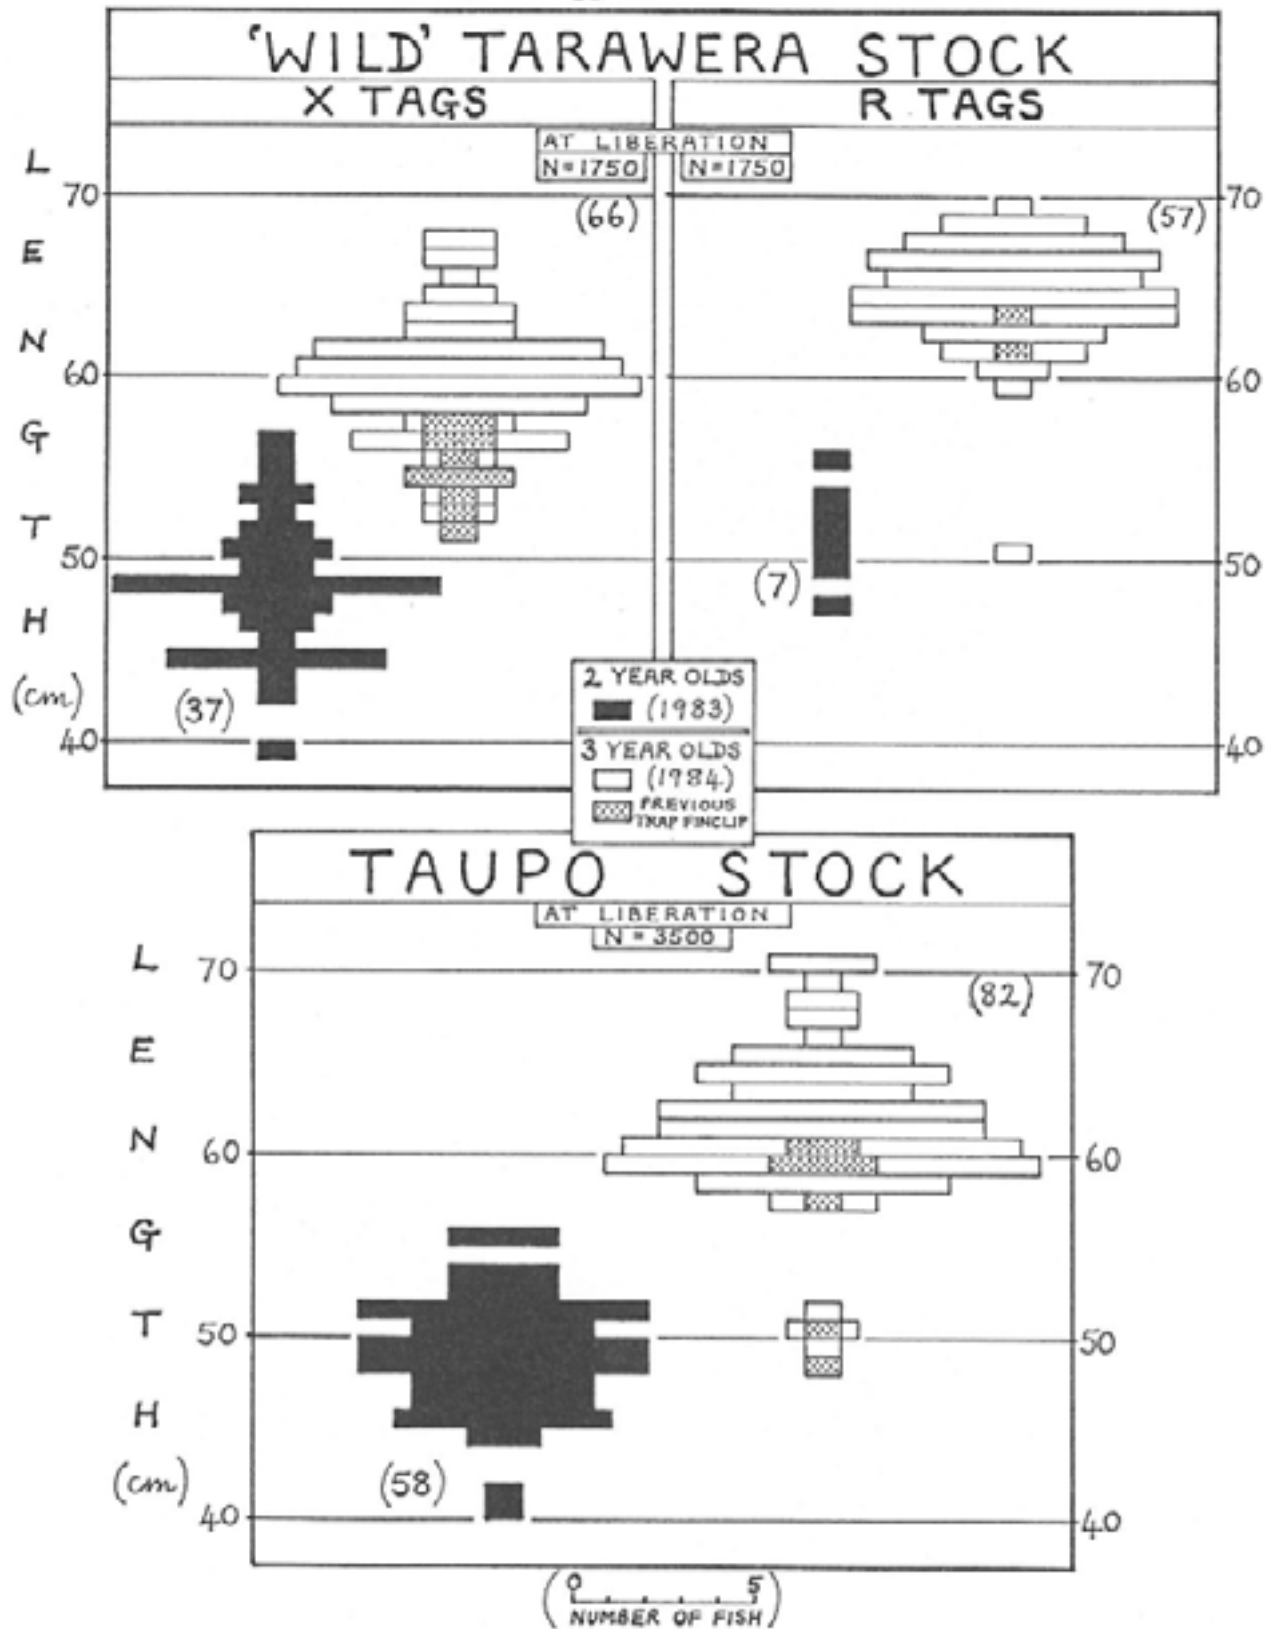 'WILD' TARAWERA STOCK
X TAGS
R TAGS
AT LIBERATION
N=1750
N=1750
LENGTH
(cm)
70
60
50
40
(66)
(37)
(57)
(7)
70
60
50
40
2 YEAR OLDS
(1983)
3 YEAR OLDS
(1984)
PREVIOUS
TRAP FINCLIP
TAUPO STOCK
AT LIBERATION
N = 3500
LENGTH
(cm)
70
60
50
40
(82)
(58)
70
60
50
40
0 5
NUMBER OF FISH